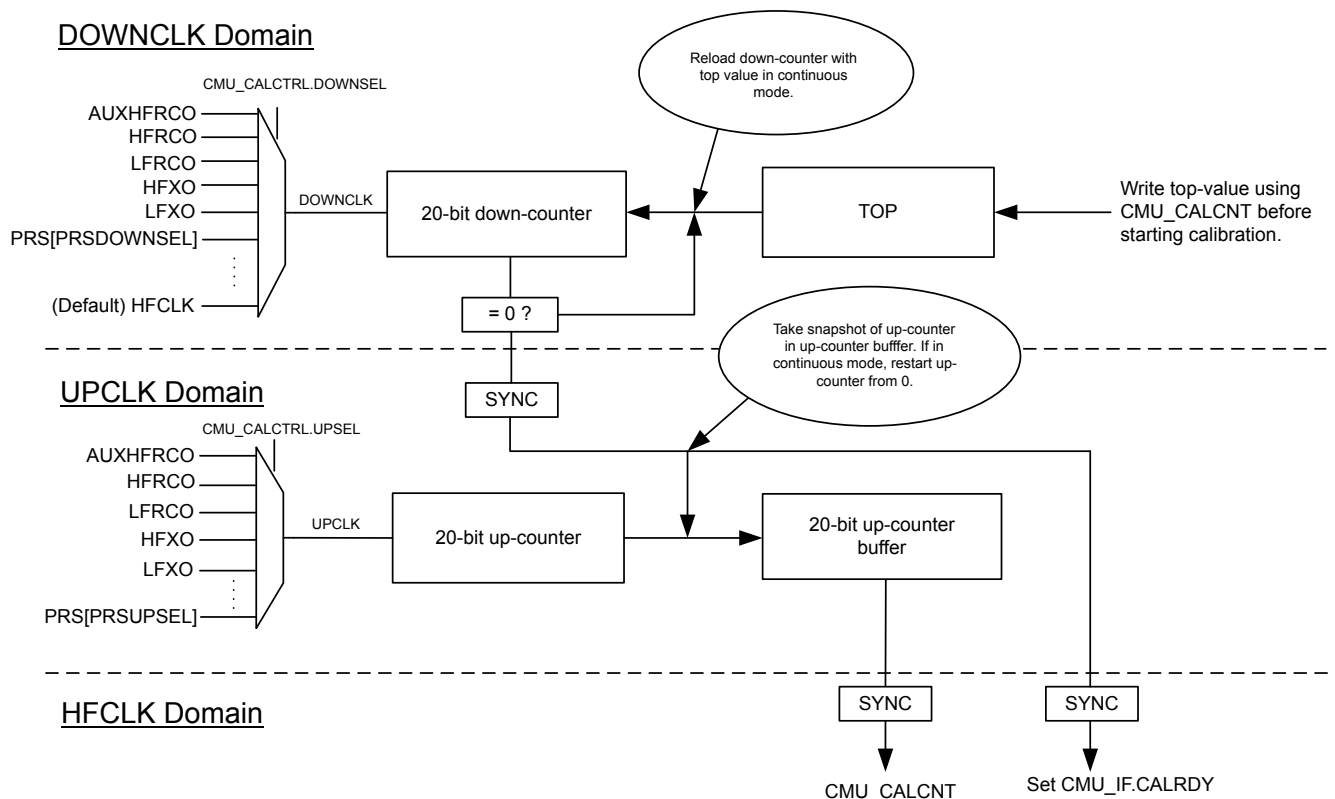 DOWNCLK Domain
CMU_CALCTRL.DOWNSEL
AUXHFRCO
HFRCO
LFRCO
HFXO
LFXO
PRS[PRSDOWNSEL]
(Default) HFCLK
DOWNCLK
20-bit down-counter
Reload down-counter with
top value in continuous
mode.
TOP
Write top-value using
CMU_CALCNT before
starting calibration.
= 0 ?
Take snapshot of up-counter
in up-counter bufffer. If in
continuous mode, restart up-
counter from 0.
UPCLK Domain
SYNC
CMU_CALCTRL.UPSEL
AUXHFRCO
HFRCO
LFRCO
HFXO
LFXO
PRS[PRSUPSEL]
UPCLK
20-bit up-counter
20-bit up-counter
buffer
HFCLK Domain
SYNC
SYNC
CMU_CALCNT
Set CMU_IF.CALRDY